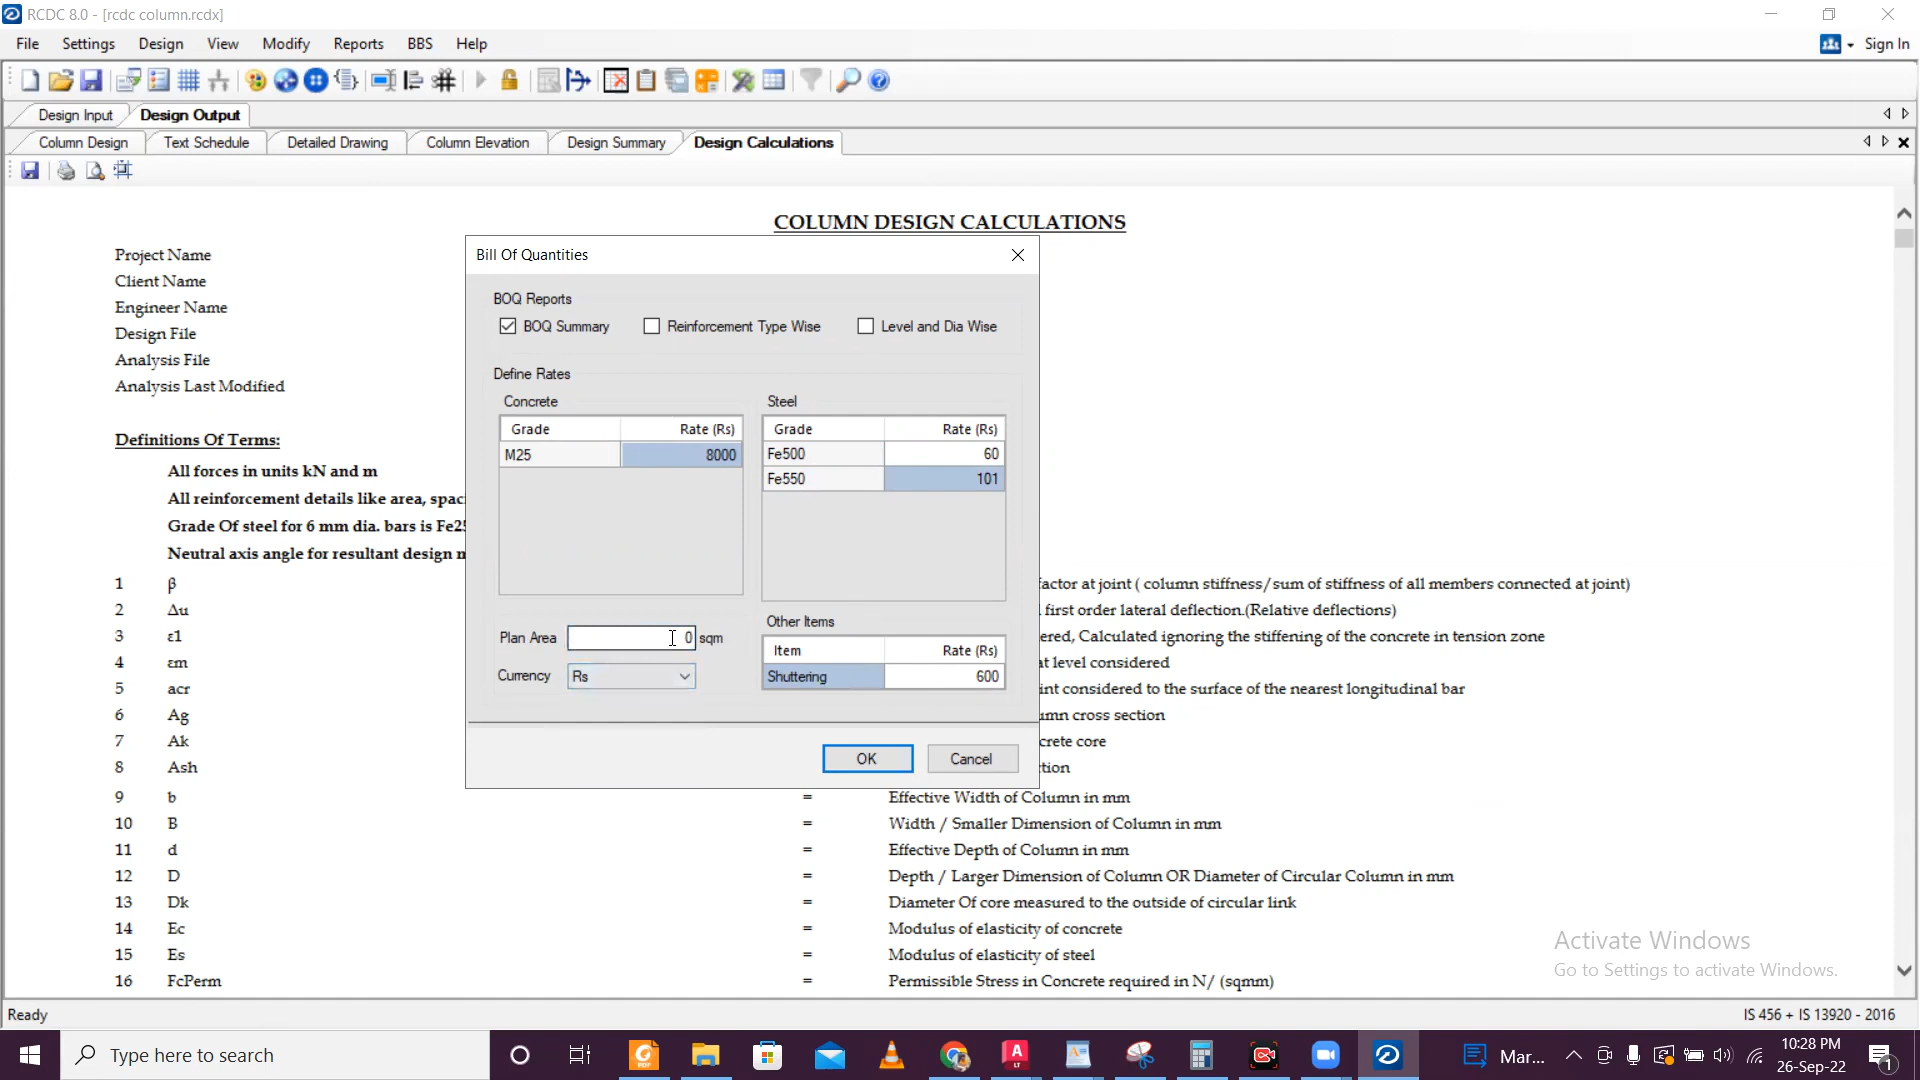 RCDC 8.0 - [rcdc column.rcdx]
File Settings Design View Modify Reports BBS Help
Sign In
Design Input Design Output
Column Design Text Schedule Detailed Drawing Column Elevation Design Summary Design Calculations
COLUMN DESIGN CALCULATIONS
Project Name
Client Name
Engineer Name
Design File
Analysis File
Analysis Last Modified
Definitions Of Terms:
All forces in units kN and m
All reinforcement details like area, spac
Grade Of steel for 6 mm dia. bars is Fe25
Neutral axis angle for resultant design m
Bill Of Quantities
BOQ Reports
BOQ Summary Reinforcement Type Wise Level and Dia Wise
Define Rates
Concrete
Grade Rate (Rs)
M25 8000
Steel
Grade Rate (Rs)
Fe500 60
Fe550 101
Plan Area 0 sqm
Currency Rs
Other Items
Item Rate (Rs)
Shuttering 600
OK Cancel
1 β factor at joint ( column stiffness/sum of stiffness of all members connected at joint)
2 Δu first order lateral deflection.(Relative deflections)
3 ε1 ered, Calculated ignoring the stiffening of the concrete in tension zone
4 εm at level considered
5 acr int considered to the surface of the nearest longitudinal bar
6 Ag umn cross section
7 Ak crete core
8 Ash tion
9 b = Effective Width of Column in mm
10 B = Width / Smaller Dimension of Column in mm
11 d = Effective Depth of Column in mm
12 D = Depth / Larger Dimension of Column OR Diameter of Circular Column in mm
13 Dk = Diameter Of core measured to the outside of circular link
14 Ec = Modulus of elasticity of concrete
15 Es = Modulus of elasticity of steel
16 FcPerm = Permissible Stress in Concrete required in N/ (sqmm)
Activate Windows
Go to Settings to activate Windows.
Ready
IS 456 + IS 13920 - 2016
Type here to search
Mar...
10:28 PM
26-Sep-22
1